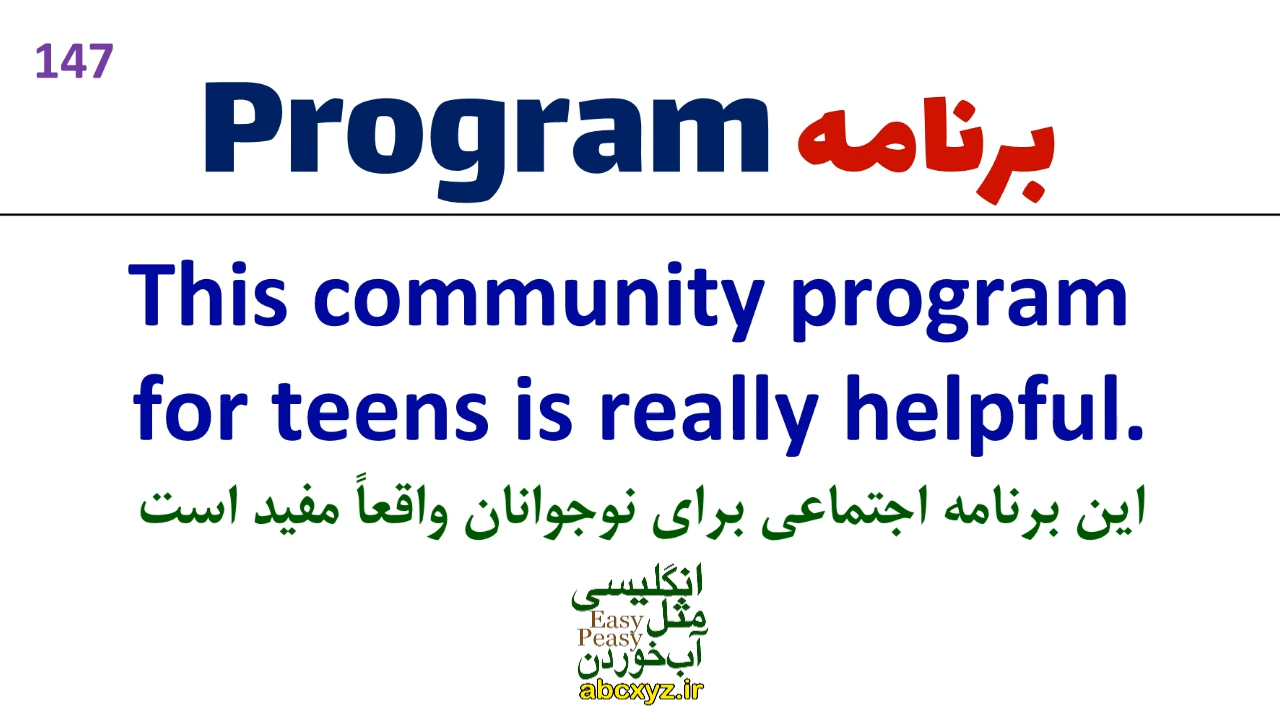 147
Program برنامه
This community program
for teens is really helpful.
این برنامه اجتماعی برای نوجوانان واقعاً مفید است
انگلیسی
مثل
Easy
Peasy
آب‌خوردن
abcxyz.ir